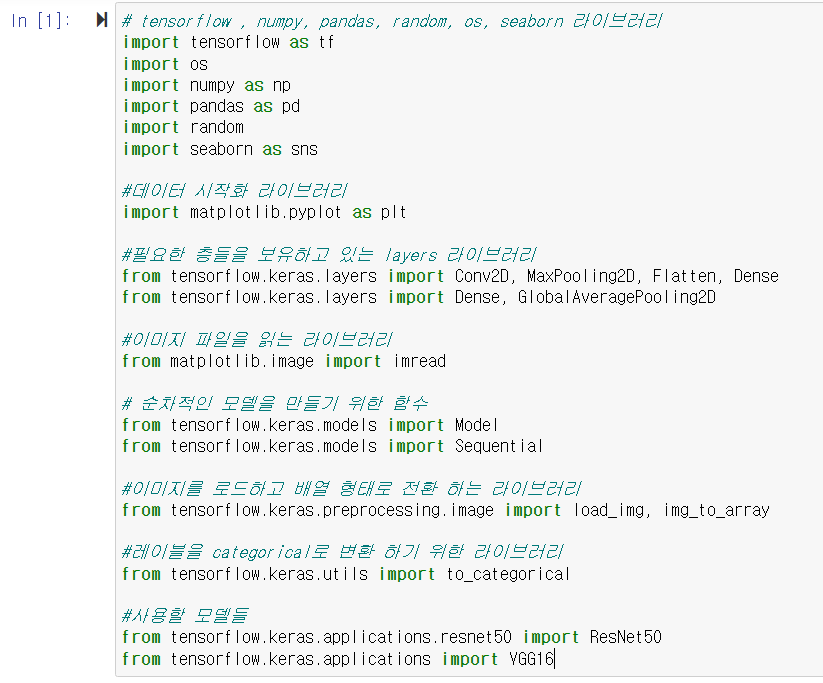 In [1]:
# tensorflow , numpy, pandas, random, os, seaborn 라이브러리
import tensorflow as tf
import os
import numpy as np
import pandas as pd
import random
import seaborn as sns
#데이터 시작화 라이브러리
import matplotlib.pyplot as plt
#필요한 층들을 보유하고 있는 layers 라이브러리
from tensorflow.keras.layers import Conv2D, MaxPooling2D, Flatten, Dense
from tensorflow.keras.layers import Dense, GlobalAveragePooling2D
#이미지 파일을 읽는 라이브러리
from matplotlib.image import imread
# 순차적인 모델을 만들기 위한 함수
from tensorflow.keras.models import Model
from tensorflow.keras.models import Sequential
#이미지를 로드하고 배열 형태로 전환 하는 라이브러리
from tensorflow.keras.preprocessing.image import load_img, img_to_array
#레이블을 categorical로 변환 하기 위한 라이브러리
from tensorflow.keras.utils import to_categorical
#사용할 모델들
from tensorflow.keras.applications.resnet50 import ResNet50
from tensorflow.keras.applications import VGG16